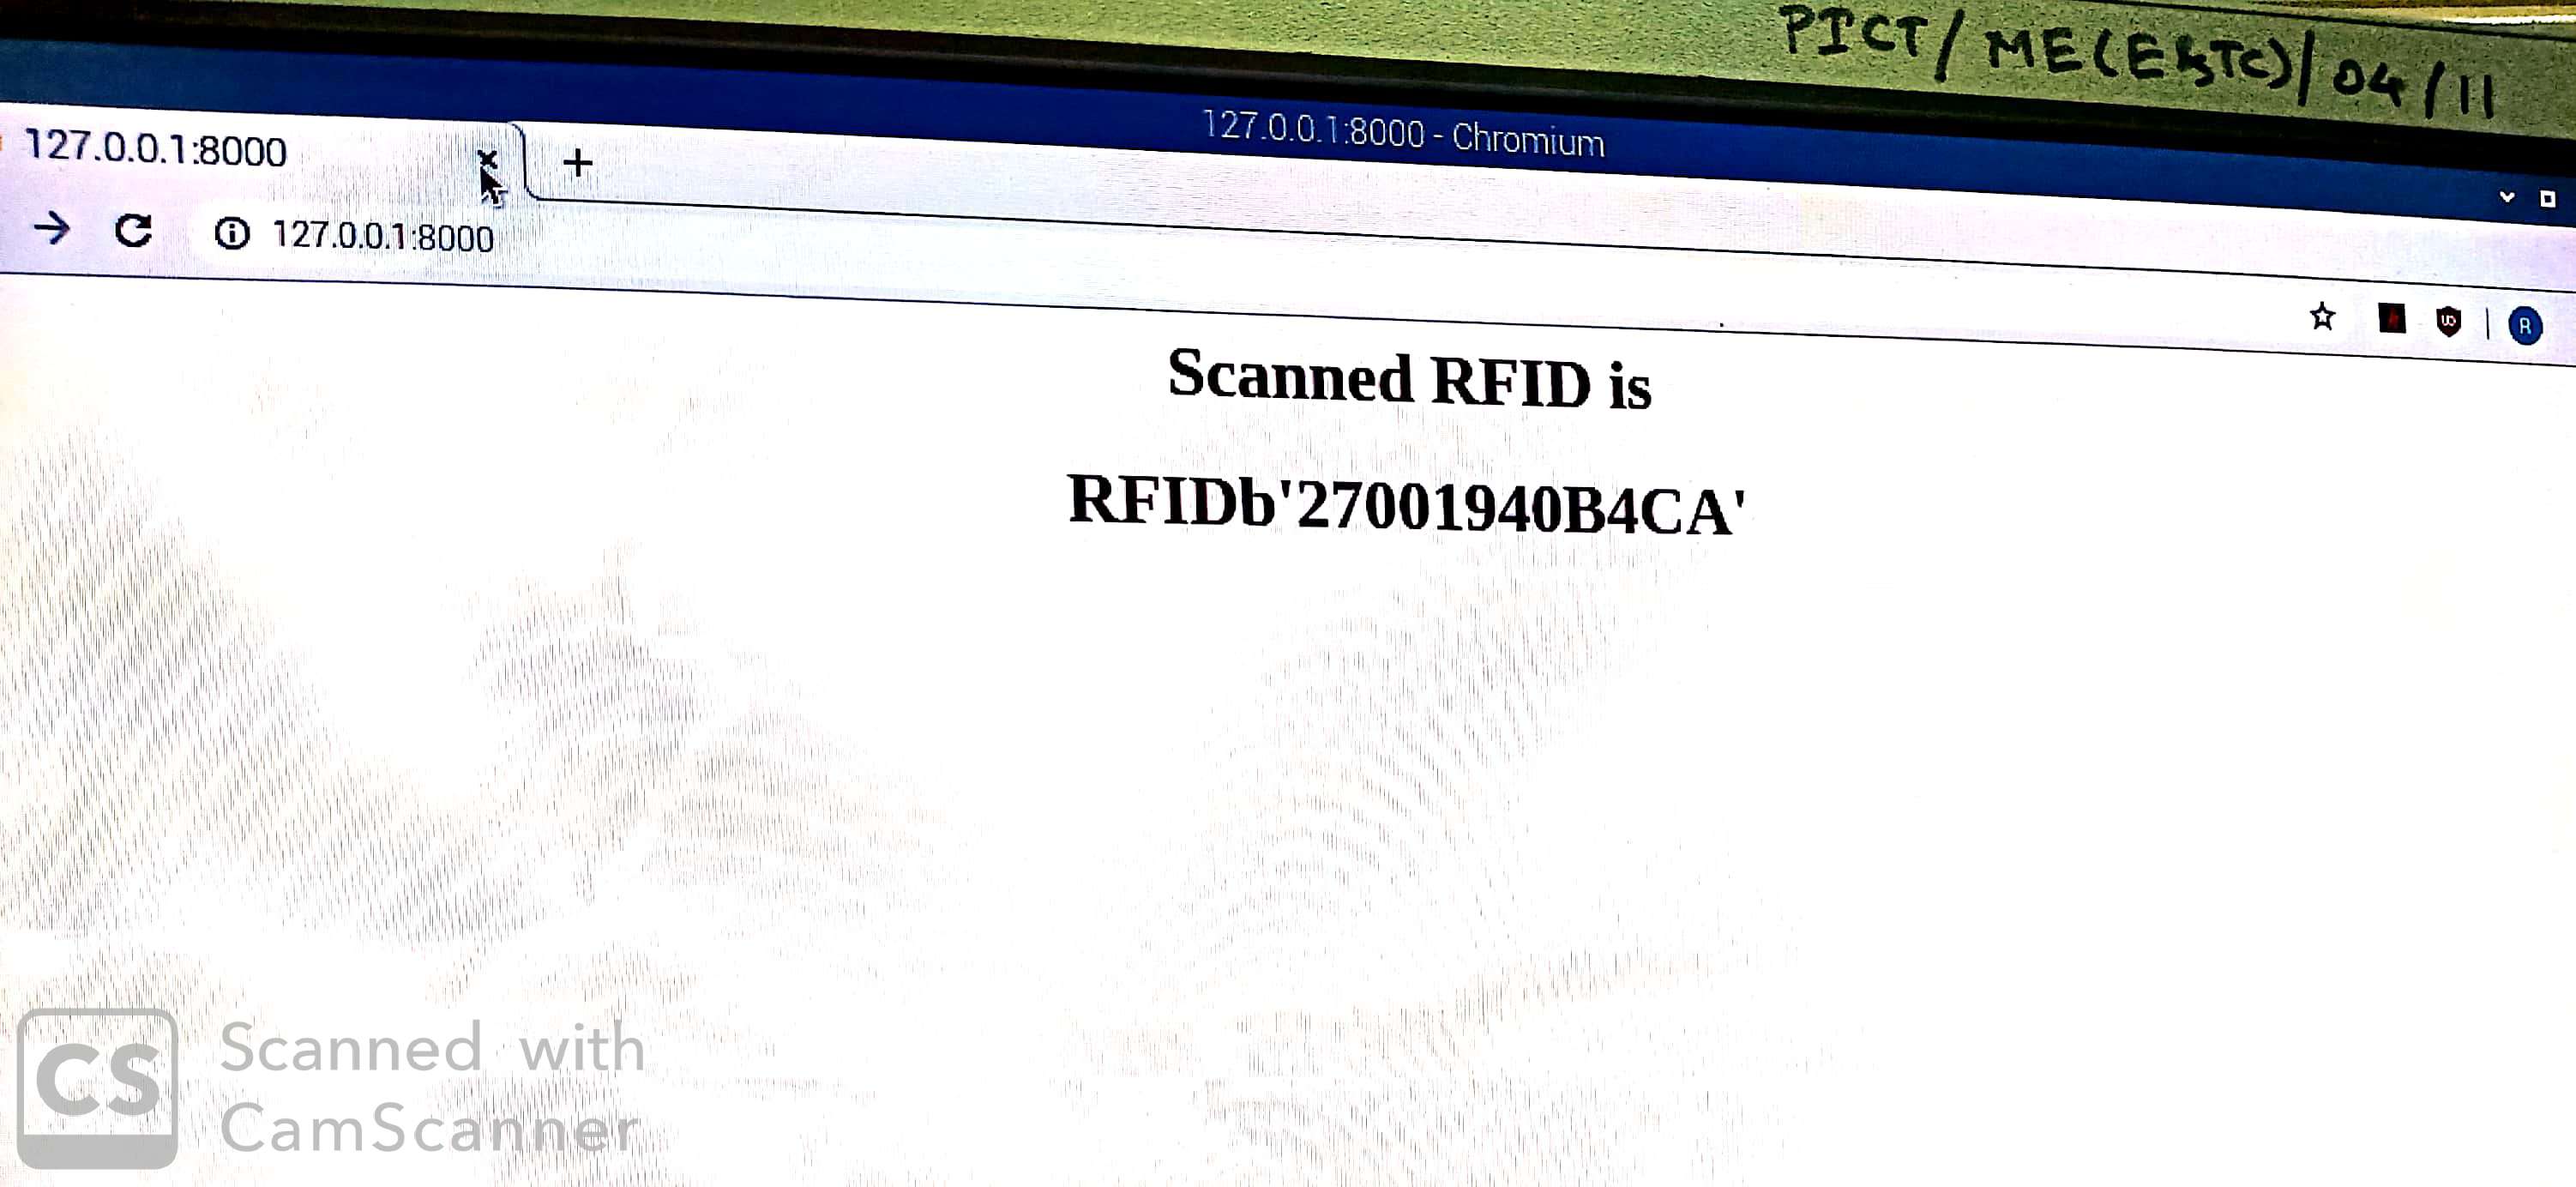 PICT/ ME(E&TC)/04/11
127.0.0.1:8000 - Chromium
127.0.0.1:8000
127.0.0.1:8000
R
Scanned RFID is
RFIDb'27001940B4CA'
CS
Scanned with
CamScanner